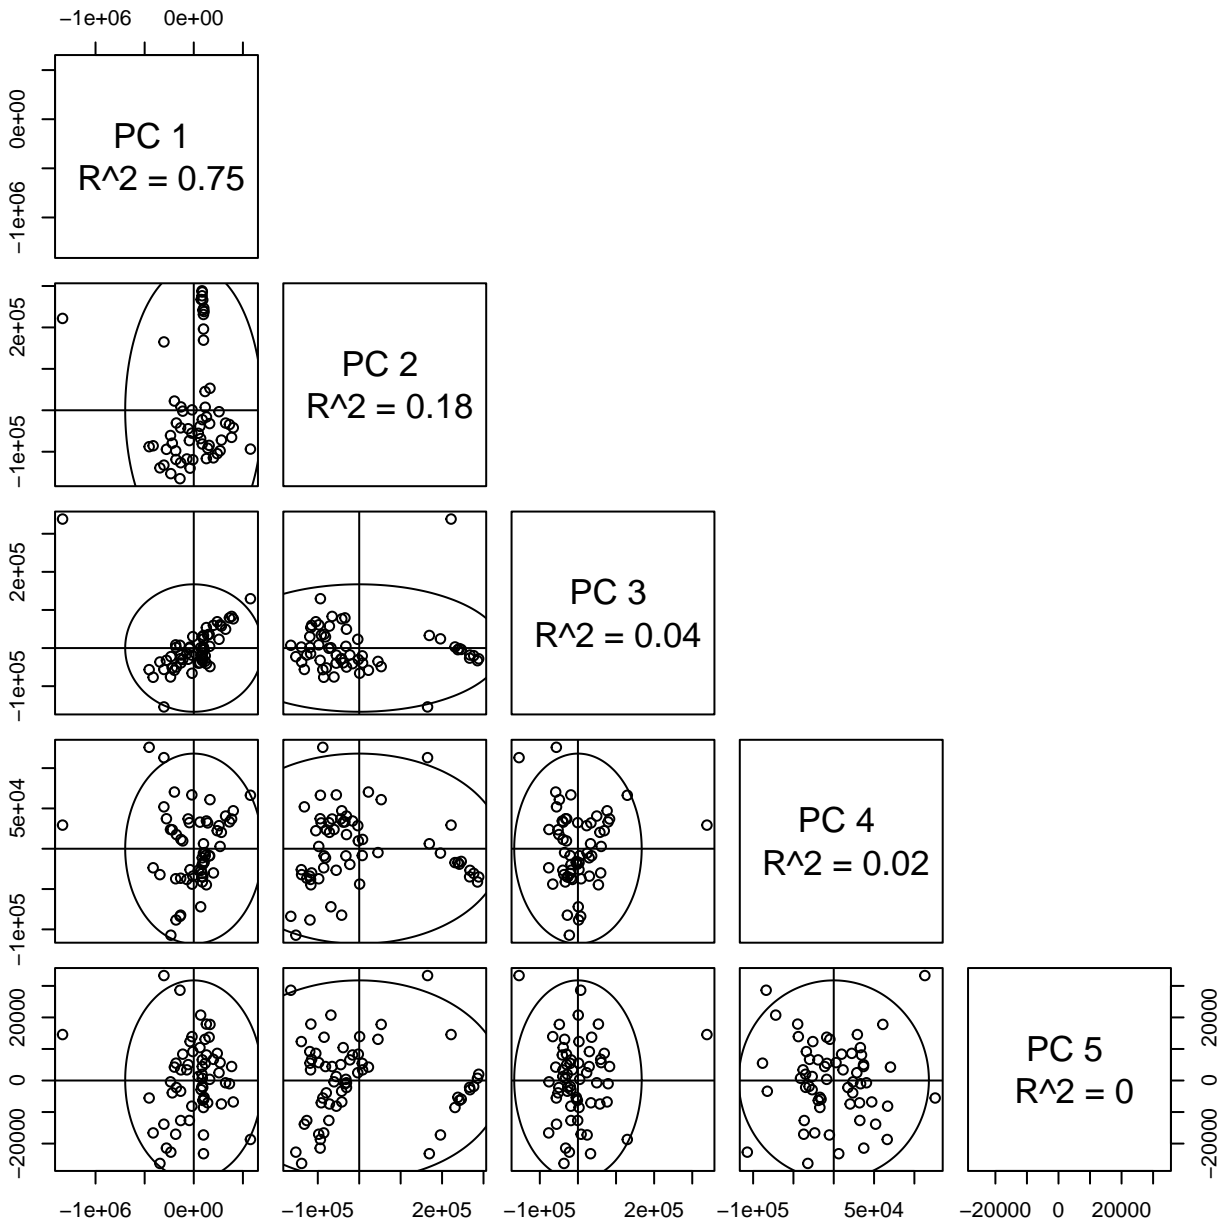 −1e+06 0e+00
−1e+06 0e+00
PC 1
R^2 = 0.75
−1e+05 2e+05
PC 2
R^2 = 0.18
−1e+05 2e+05
PC 3
R^2 = 0.04
−1e+05 5e+04
PC 4
R^2 = 0.02
−20000 0 20000
PC 5
R^2 = 0
−20000 0 20000
−1e+06 0e+00 −1e+05 2e+05 −1e+05 2e+05 −1e+05 5e+04 −20000 0 20000